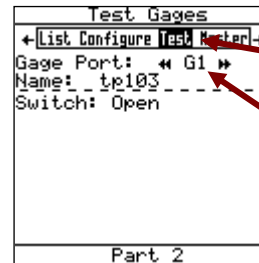 Test Gages
List Configure Test Master
Gage Port: G1
Name: tp103
Switch: Open
Part 2